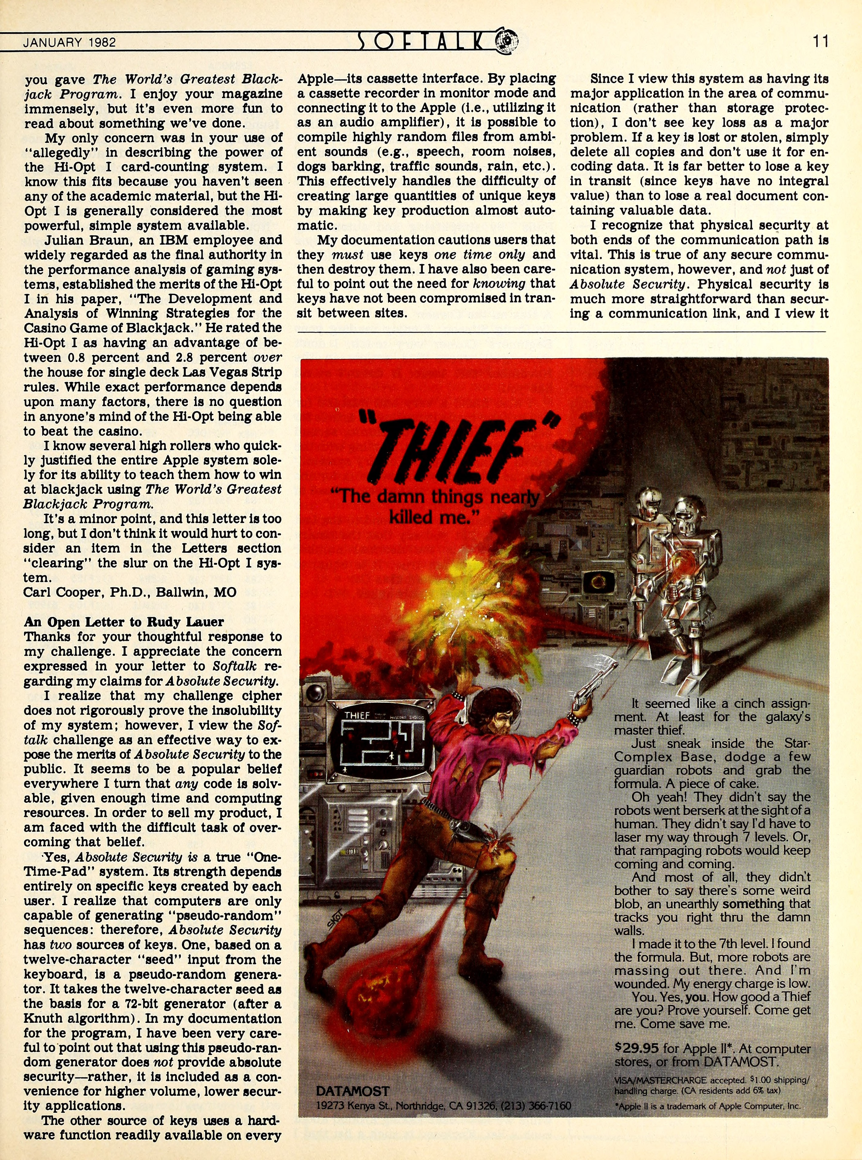 JANUARY 1982
SOFTALK
11
you gave The World's Greatest Black-
jack Program. I enjoy your magazine
immensely, but it's even more fun to
read about something we've done.
My only concern was in your use of
"allegedly" in describing the power of
the Hi-Opt I card-counting system. I
know this fits because you haven't seen
any of the academic material, but the Hi-
Opt I is generally considered the most
powerful, simple system available.
Julian Braun, an IBM employee and
widely regarded as the final authority in
the performance analysis of gaming sys-
tems, established the merits of the Hi-Opt
I in his paper, "The Development and
Analysis of Winning Strategies for the
Casino Game of Blackjack." He rated the
Hi-Opt I as having an advantage of be-
tween 0.8 percent and 2.8 percent over
the house for single deck Las Vegas Strip
rules. While exact performance depends
upon many factors, there is no question
in anyone's mind of the Hi-Opt being able
to beat the casino.
I know several high rollers who quick-
ly justified the entire Apple system sole-
ly for its ability to teach them how to win
at blackjack using The World's Greatest
Blackjack Program.
It's a minor point, and this letter is too
long, but I don't think it would hurt to con-
sider an item in the Letters section
"clearing" the slur on the Hi-Opt I sys-
tem.
Carl Cooper, Ph.D., Ballwin, MO
An Open Letter to Rudy Lauer
Thanks for your thoughtful response to
my challenge. I appreciate the concern
expressed in your letter to Softalk re-
garding my claims for Absolute Security.
I realize that my challenge cipher
does not rigorously prove the insolubility
of my system; however, I view the Sof-
talk challenge as an effective way to ex-
pose the merits of Absolute Security to the
public. It seems to be a popular belief
everywhere I turn that any code is solv-
able, given enough time and computing
resources. In order to sell my product, I
am faced with the difficult task of over-
coming that belief.
Yes, Absolute Security is a true "One-
Time-Pad" system. Its strength depends
entirely on specific keys created by each
user. I realize that computers are only
capable of generating "pseudo-random"
sequences: therefore, Absolute Security
has two sources of keys. One, based on a
twelve-character "seed" input from the
keyboard, is a pseudo-random genera-
tor. It takes the twelve-character seed as
the basis for a 72-bit generator (after a
Knuth algorithm). In my documentation
for the program, I have been very care-
ful to point out that using this pseudo-ran-
dom generator does not provide absolute
security—rather, it is included as a con-
venience for higher volume, lower secur-
ity applications.
The other source of keys uses a hard-
ware function readily available on every
Apple—its cassette interface. By placing
a cassette recorder in monitor mode and
connecting it to the Apple (i.e., utilizing it
as an audio amplifier), it is possible to
compile highly random files from ambi-
ent sounds (e.g., speech, room noises,
dogs barking, traffic sounds, rain, etc.).
This effectively handles the difficulty of
creating large quantities of unique keys
by making key production almost auto-
matic.
My documentation cautions users that
they must use keys one time only and
then destroy them. I have also been care-
ful to point out the need for knowing that
keys have not been compromised in tran-
sit between sites.
Since I view this system as having its
major application in the area of commu-
nication (rather than storage protec-
tion), I don't see key loss as a major
problem. If a key is lost or stolen, simply
delete all copies and don't use it for en-
coding data. It is far better to lose a key
in transit (since keys have no integral
value) than to lose a real document con-
taining valuable data.
I recognize that physical security at
both ends of the communication path is
vital. This is true of any secure commu-
nication system, however, and not just of
Absolute Security. Physical security is
much more straightforward than secur-
ing a communication link, and I view it
"THIEF"
"The damn things nearly
killed me."
THIEF
It seemed like a cinch assign-
ment. At least for the galaxy's
master thief.
Just sneak inside the Star-
Complex Base, dodge a few
guardian robots and grab the
formula. A piece of cake.
Oh yeah! They didn't say the
robots went berserk at the sight of a
human. They didn't say I'd have to
laser my way through 7 levels. Or,
that rampaging robots would keep
coming and coming.
And most of all, they didn't
bother to say there's some weird
blob, an unearthly something that
tracks you right thru the damn
walls.
I made it to the 7th level. I found
the formula. But, more robots are
massing out there. And I'm
wounded. My energy charge is low.
You. Yes, you. How good a Thief
are you? Prove yourself. Come get
me. Come save me.
$29.95 for Apple II*. At computer
stores, or from DATAMOST.
VISA/MASTERCHARGE accepted. $1.00 shipping/
handling charge. (CA residents add 6% tax)
*Apple II is a trademark of Apple Computer, Inc.
DATAMOST
19273 Kenya St., Northridge, CA 91326, (213) 366-7160